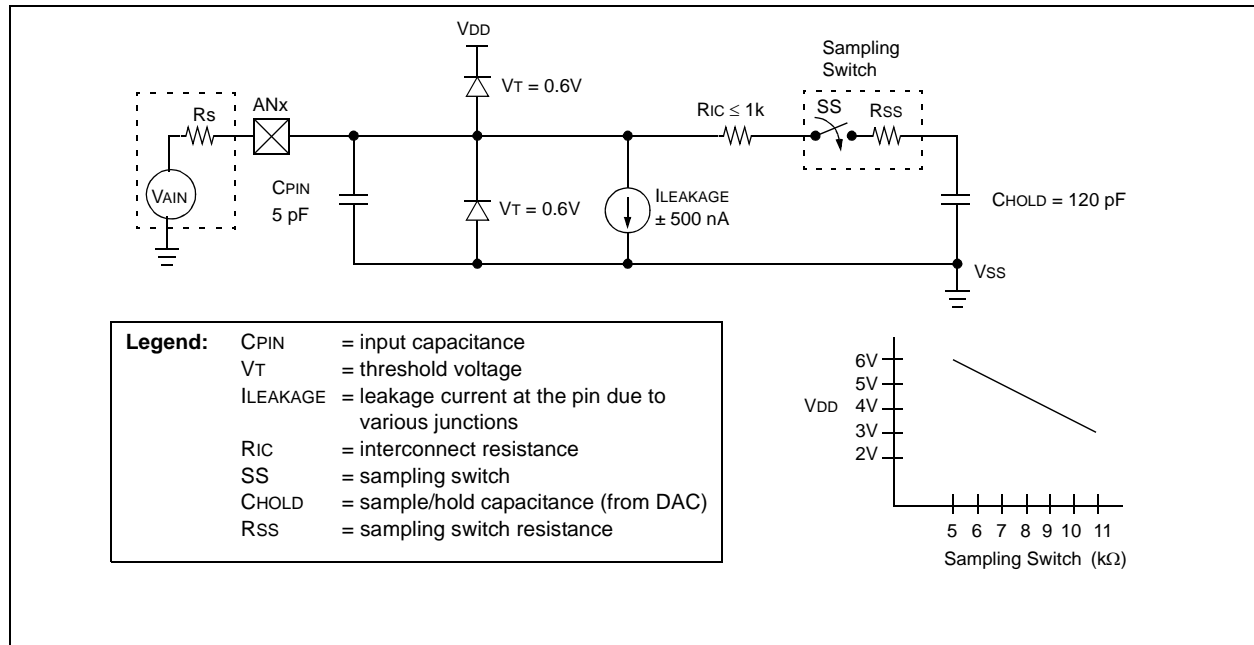 VDD
Sampling
Switch
VT = 0.6V
ANx
RS
RIC ≤ 1k
SS
RSS
VAIN
CPIN
5 pF
VT = 0.6V
ILEAKAGE
± 500 nA
CHOLD = 120 pF
VSS
Legend: CPIN = input capacitance
VT = threshold voltage
ILEAKAGE = leakage current at the pin due to
various junctions
RIC = interconnect resistance
SS = sampling switch
CHOLD = sample/hold capacitance (from DAC)
RSS = sampling switch resistance
6V
5V
VDD 4V
3V
2V
5 6 7 8 9 10 11
Sampling Switch (kΩ)